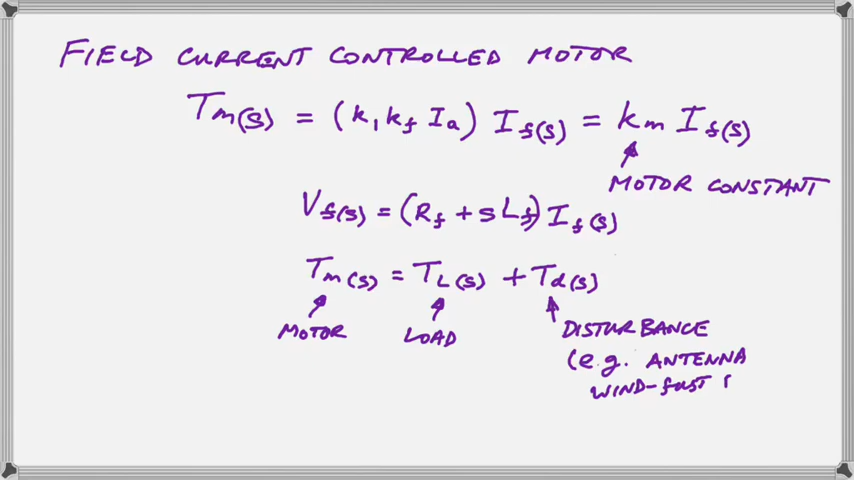 FIELD CURRENT CONTROLLED MOTOR
Tm(s) = (k1 kf Ia) If(s) = km If(s)
MOTOR CONSTANT
Vf(s) = (Rf + sLf) If(s)
Tm(s) = TL(s) + Td(s)
MOTOR LOAD DISTURBANCE
(e.g. ANTENNA
WIND-fust